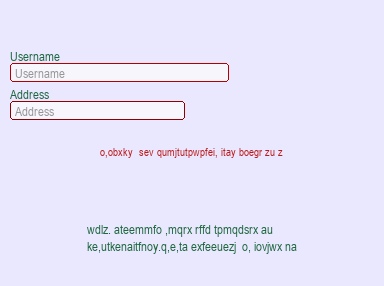 Username
Username
Address
Address
o,obxky  sev qumjtutpwpfei, itay boegr zu z
wdlz. ateemmfo ,mqrx rffd tpmqdsrx au
ke,utkenaitfnoy.q,e,ta exfeeuezj  o, iovjwx na